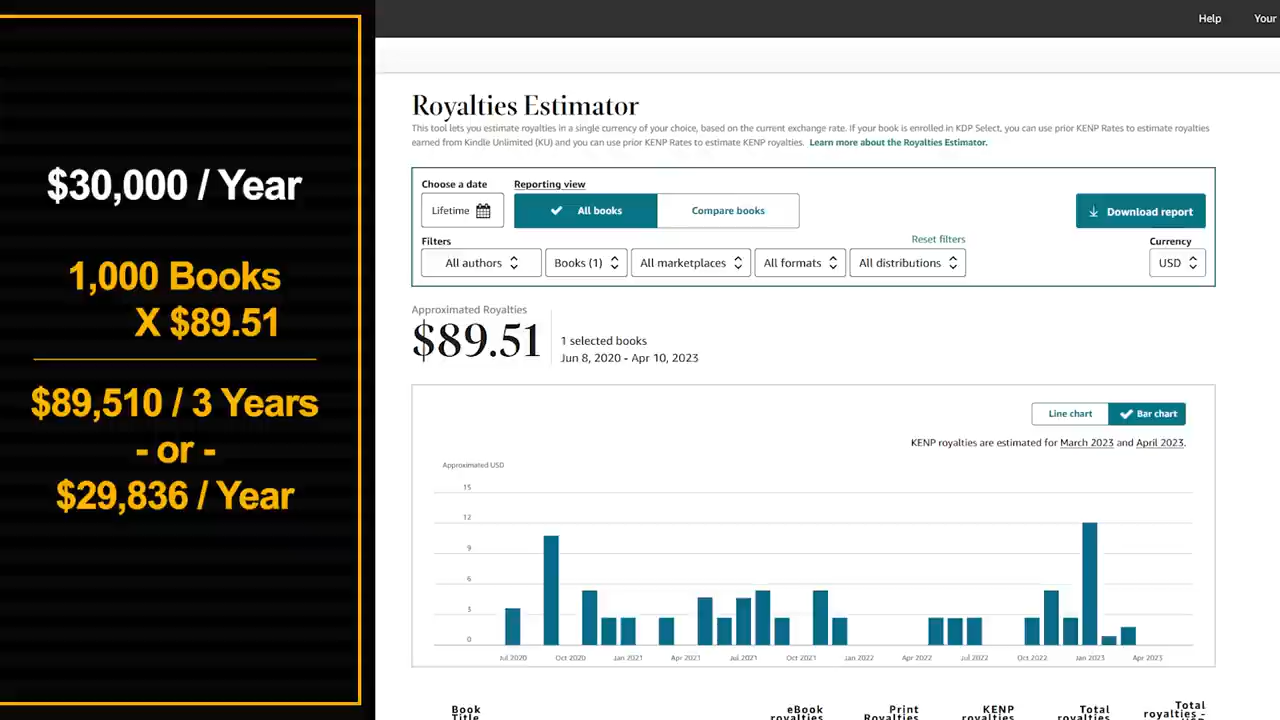 $30,000 / Year
1,000 Books
X $89.51
$89,510 / 3 Years
- or -
$29,836 / Year
Help Your
Royalties Estimator
This tool lets you estimate royalties in a single currency of your choice, based on the current exchange rate. If your book is enrolled in KDP Select, you can use prior KENP Rates to estimate royalties
earned from Kindle Unlimited (KU) and you can use prior KENP Rates to estimate KENP royalties. Learn more about the Royalties Estimator.
Choose a date Reporting view
Lifetime All books Compare books Download report
Filters Reset filters Currency
All authors Books (1) All marketplaces All formats All distributions USD
Approximated Royalties
$89.51
1 selected books
Jun 8, 2020 - Apr 10, 2023
Line chart Bar chart
KENP royalties are estimated for March 2023 and April 2023.
Approximated USD
15
12
9
6
3
0
Jul 2020 Oct 2020 Jan 2021 Apr 2021 Jul 2021 Oct 2021 Jan 2022 Apr 2022 Jul 2022 Oct 2022 Jan 2023 Apr 2023
Book Title eBook royalties Print Royalties KENP royalties Total royalties Total royalties -